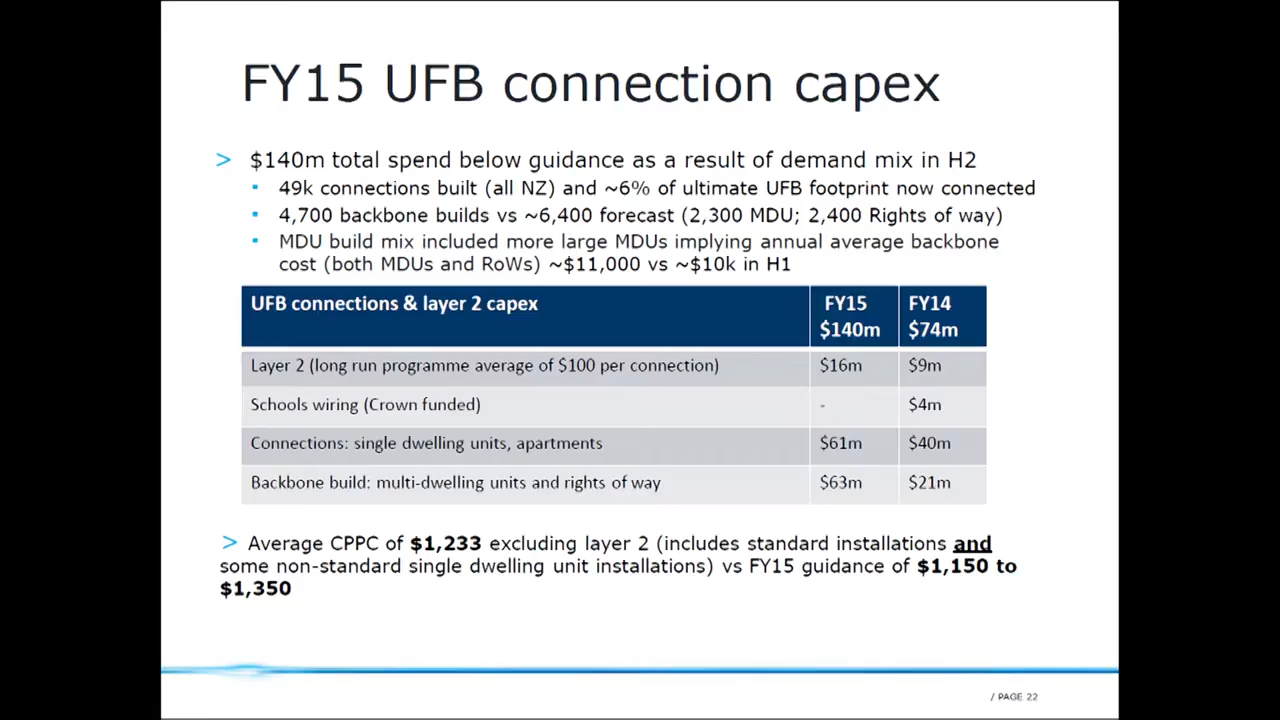 FY15 UFB connection capex
> $140m total spend below guidance as a result of demand mix in H2
▪ 49k connections built (all NZ) and ~6% of ultimate UFB footprint now connected
▪ 4,700 backbone builds vs ~6,400 forecast (2,300 MDU; 2,400 Rights of way)
▪ MDU build mix included more large MDUs implying annual average backbone
cost (both MDUs and RoWs) ~$11,000 vs ~$10k in H1
UFB connections & layer 2 capex FY15 FY14
$140m $74m
Layer 2 (long run programme average of $100 per connection) $16m $9m
Schools wiring (Crown funded) - $4m
Connections: single dwelling units, apartments $61m $40m
Backbone build: multi-dwelling units and rights of way $63m $21m
> Average CPPC of $1,233 excluding layer 2 (includes standard installations and
some non-standard single dwelling unit installations) vs FY15 guidance of $1,150 to
$1,350
/ PAGE 22